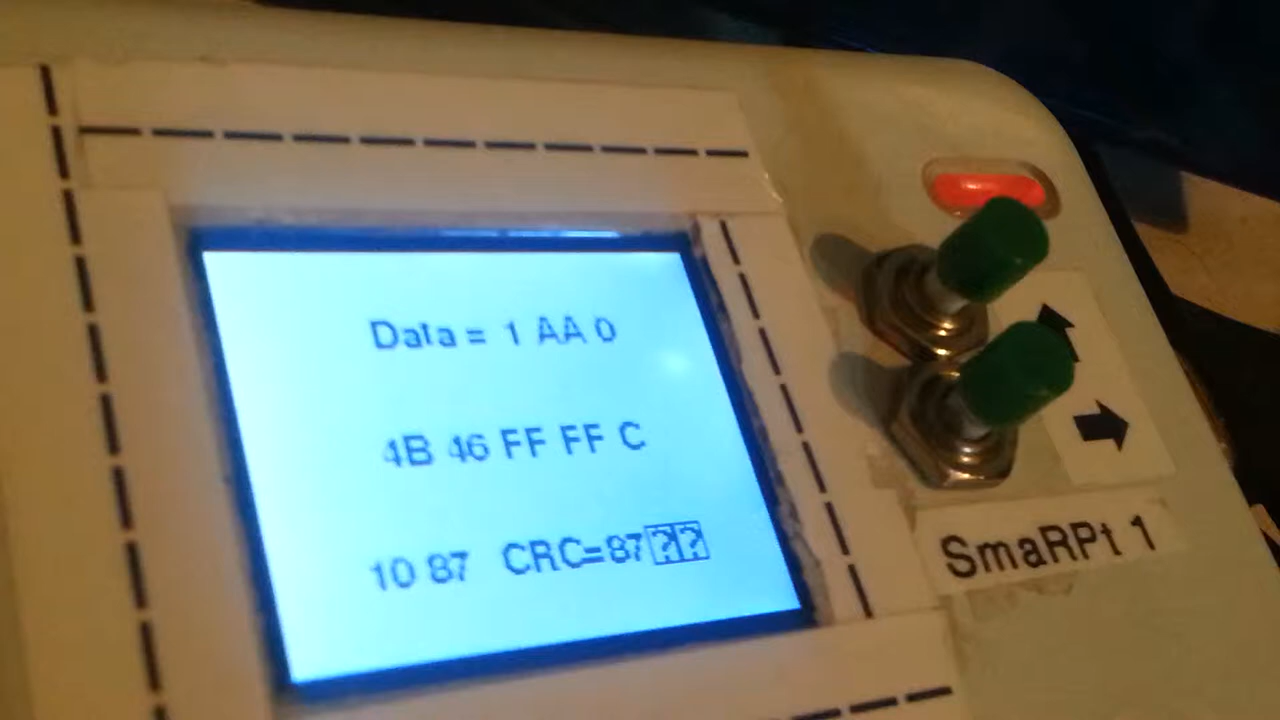 Data = 1 AA 0
4B 46 FF FF C
10 87 CRC=87⍰⍰
SmaRPt 1